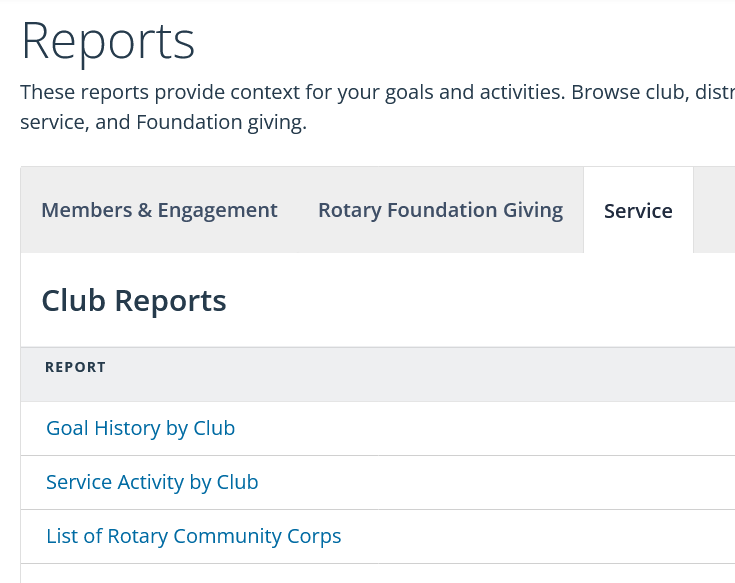 Reports
These reports provide context for your goals and activities. Browse club, distr
service, and Foundation giving.
Members & Engagement Rotary Foundation Giving Service
Club Reports
REPORT
Goal History by Club
Service Activity by Club
List of Rotary Community Corps